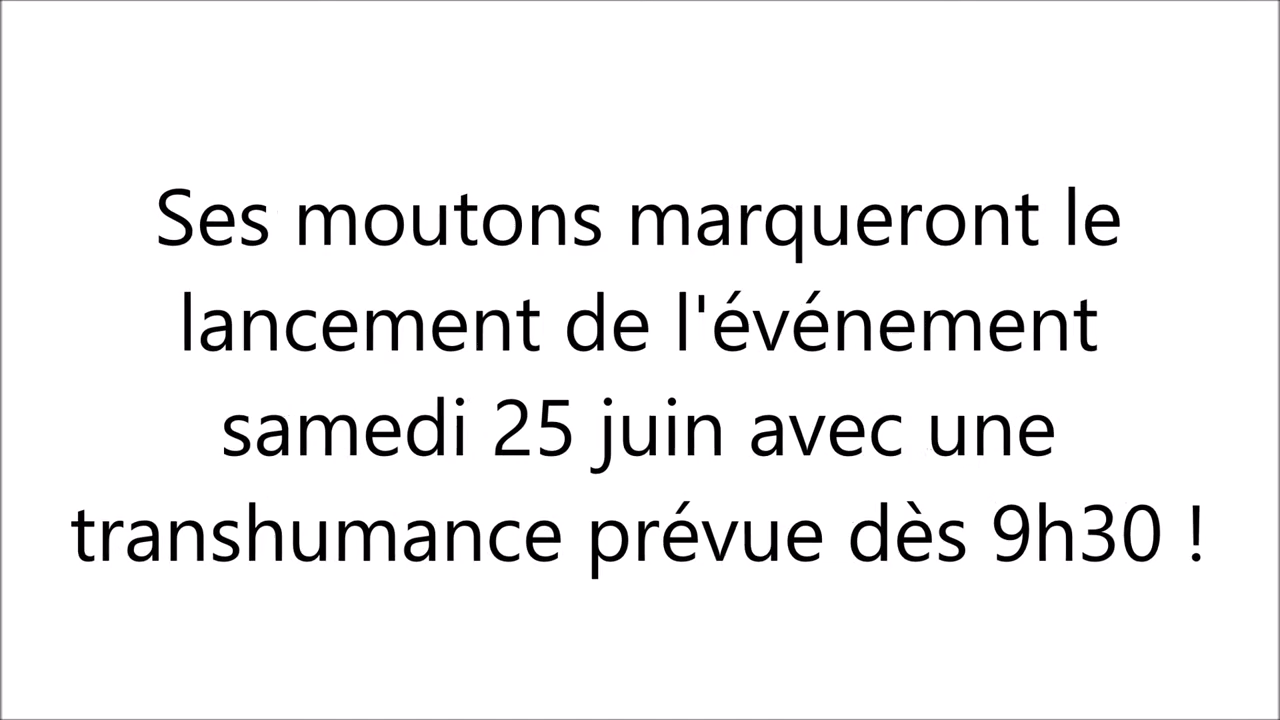 Ses moutons marqueront le
lancement de l'événement
samedi 25 juin avec une
transhumance prévue dès 9h30 !